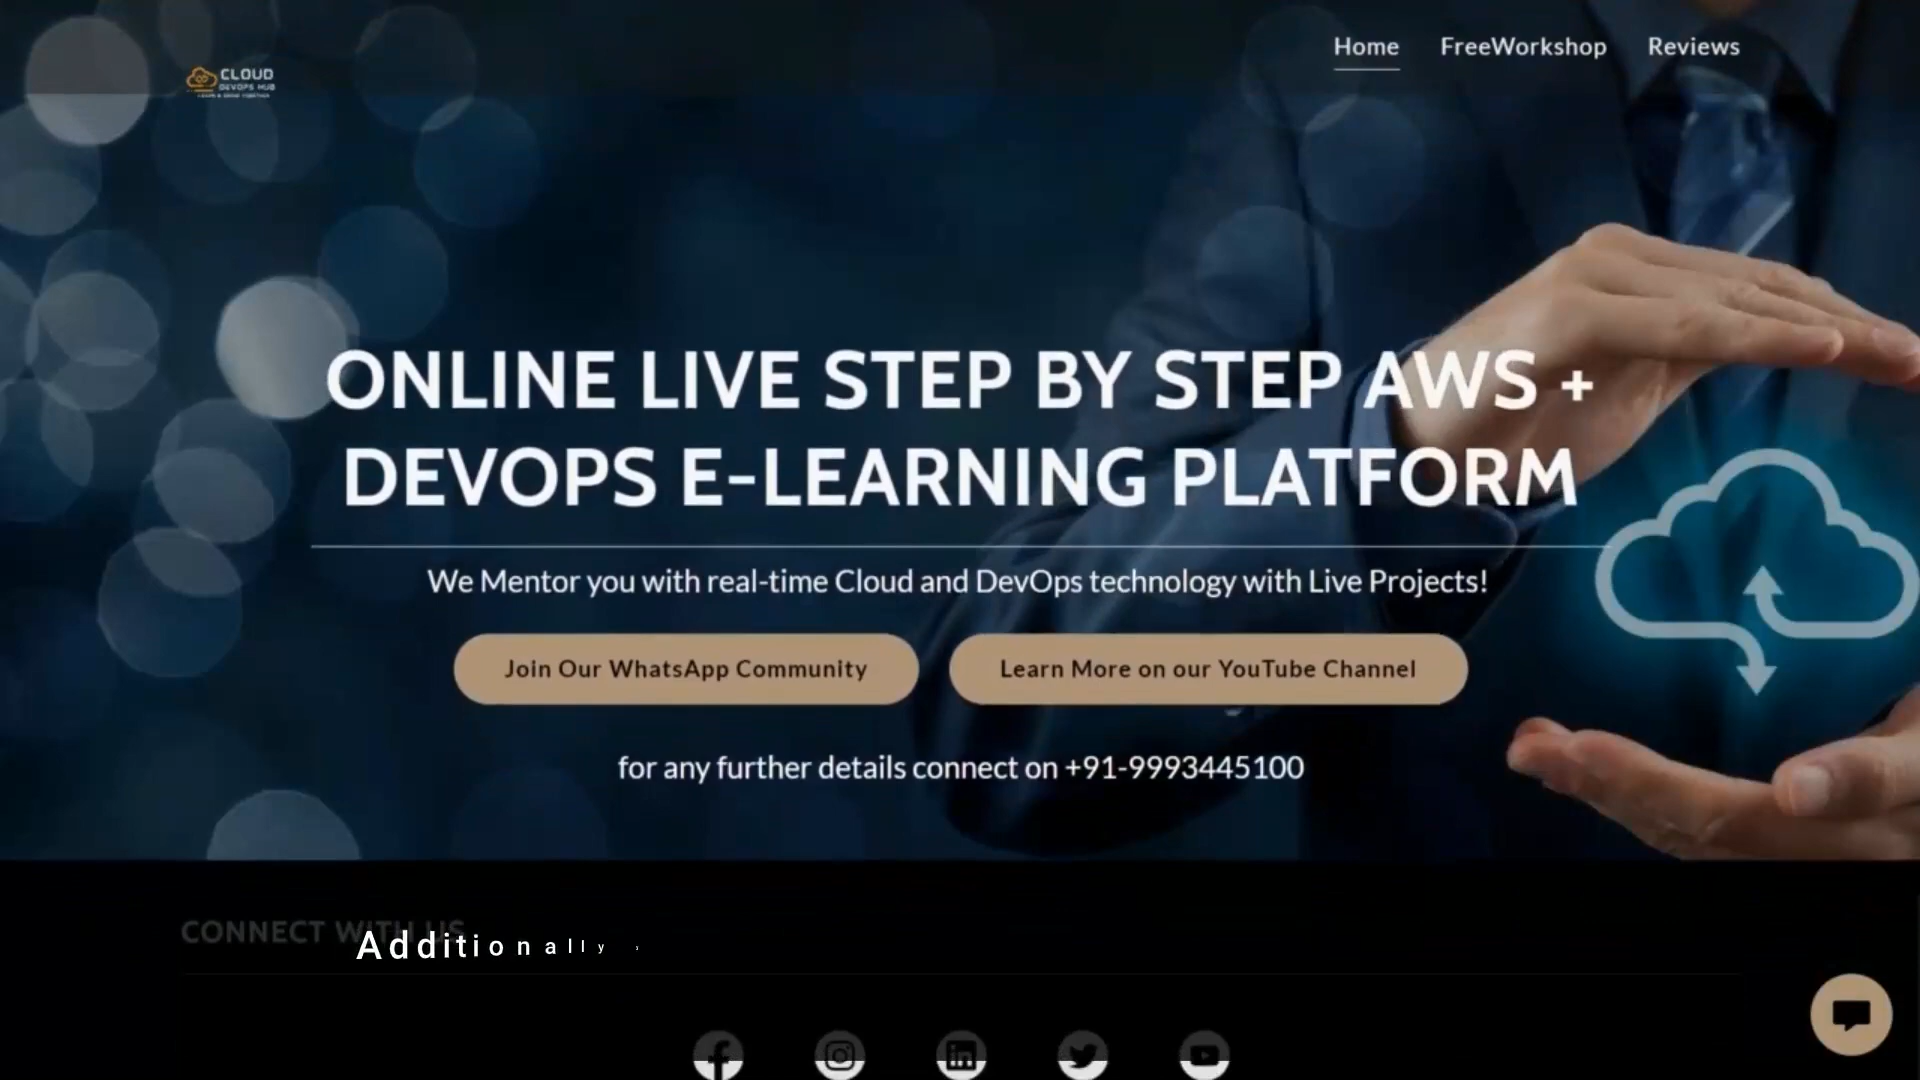 Home FreeWorkshop Reviews
CLOUD
DEVOPS HUB
ONLINE LIVE STEP BY STEP AWS +
DEVOPS E-LEARNING PLATFORM
We Mentor you with real-time Cloud and DevOps technology with Live Projects!
Join Our WhatsApp Community Learn More on our YouTube Channel
for any further details connect on +91-9993445100
CONNECT WITH US
Additionally ,